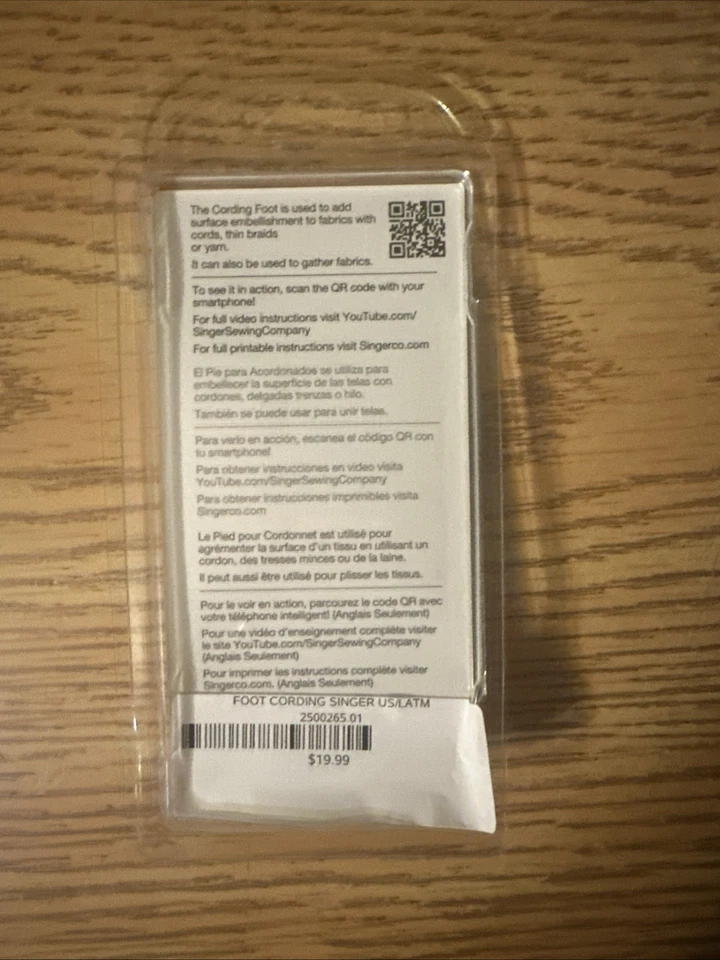 The Cording Foot is used to add
surface embellishment to fabrics with
cords, thin braids
or yarn.
It can also be used to gather fabrics.
To see it in action, scan the QR code with your
smartphone!
For full video instructions visit YouTube.com/
SingerSewingCompany
For full printable instructions visit Singerco.com
El Pie para Acordonados se utiliza para
embellecer la superficie de las telas con
cordones, delgadas trenzas o hilo.
También se puede usar para unir telas.
Para verlo en acción, escanea el código QR con
tu smartphone!
Para obtener instrucciones en video visita
YouTube.com/SingerSewingCompany
Para obtener instrucciones imprimibles visita
Singerco.com
Le Pied pour Cordonnet est utilisé pour
agrémenter la surface d'un tissu en utilisant un
cordon, des tresses minces ou de la laine.
Il peut aussi être utilisé pour plisser les tissus.
Pour le voir en action, parcourez le code QR avec
votre téléphone intelligent! (Anglais Seulement)
Pour une vidéo d'enseignement complète visiter
le site YouTube.com/SingerSewingCompany
(Anglais Seulement)
Pour imprimer les instructions complète visiter
Singerco.com. (Anglais Seulement)
FOOT CORDING SINGER US/LATM
2500265.01
$19.99